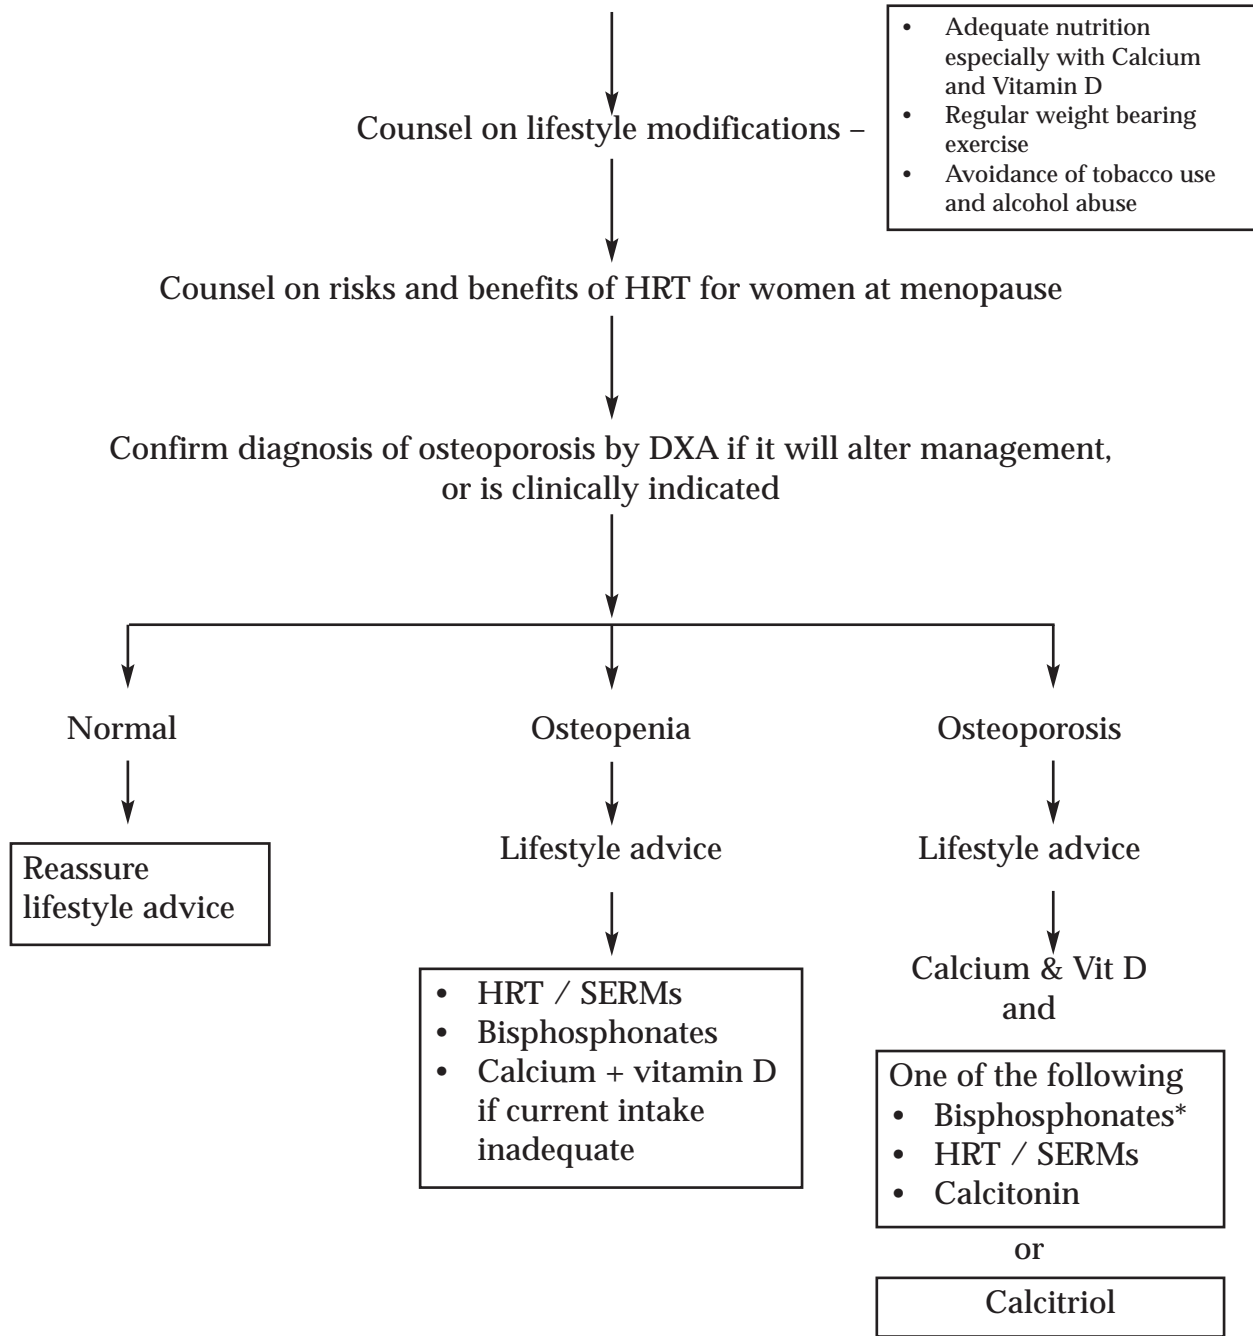 • Adequate nutrition
especially with Calcium
and Vitamin D
• Regular weight bearing
exercise
• Avoidance of tobacco use
and alcohol abuse
Counsel on lifestyle modifications –
Counsel on risks and benefits of HRT for women at menopause
Confirm diagnosis of osteoporosis by DXA if it will alter management,
or is clinically indicated
Normal
Osteopenia
Osteoporosis
Reassure
lifestyle advice
Lifestyle advice
Lifestyle advice
• HRT / SERMs
• Bisphosphonates
• Calcium + vitamin D
if current intake
inadequate
Calcium & Vit D
and
One of the following
• Bisphosphonates*
• HRT / SERMs
• Calcitonin
or
Calcitriol